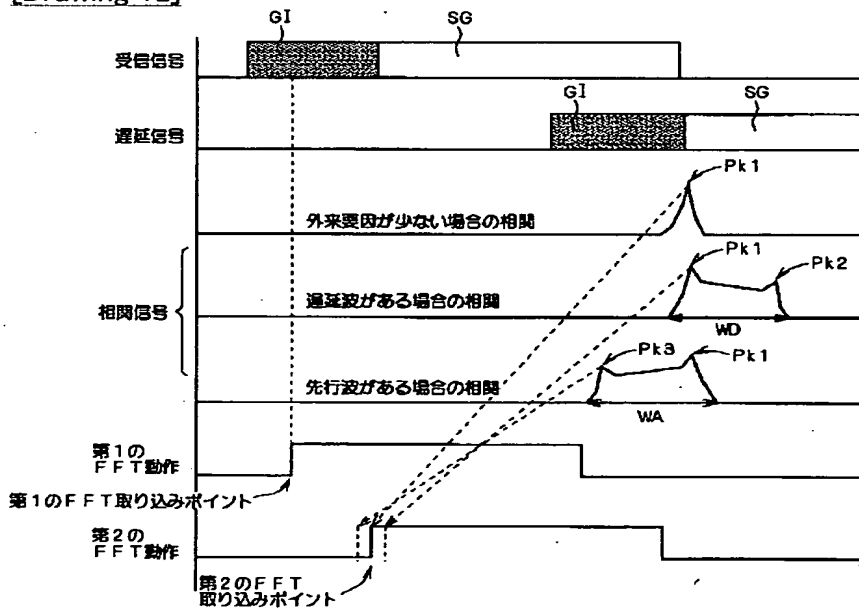 GI SG
受信信号
GI SG
遅延信号
Pk1
外来要因が少ない場合の相関
Pk1
Pk2
相関信号
遅延波がある場合の相関
WD
Pk3
Pk1
先行波がある場合の相関
WA
第1の
FFT動作
第1のFFT取り込みポイント
第2の
FFT動作
第2のFFT
取り込みポイント